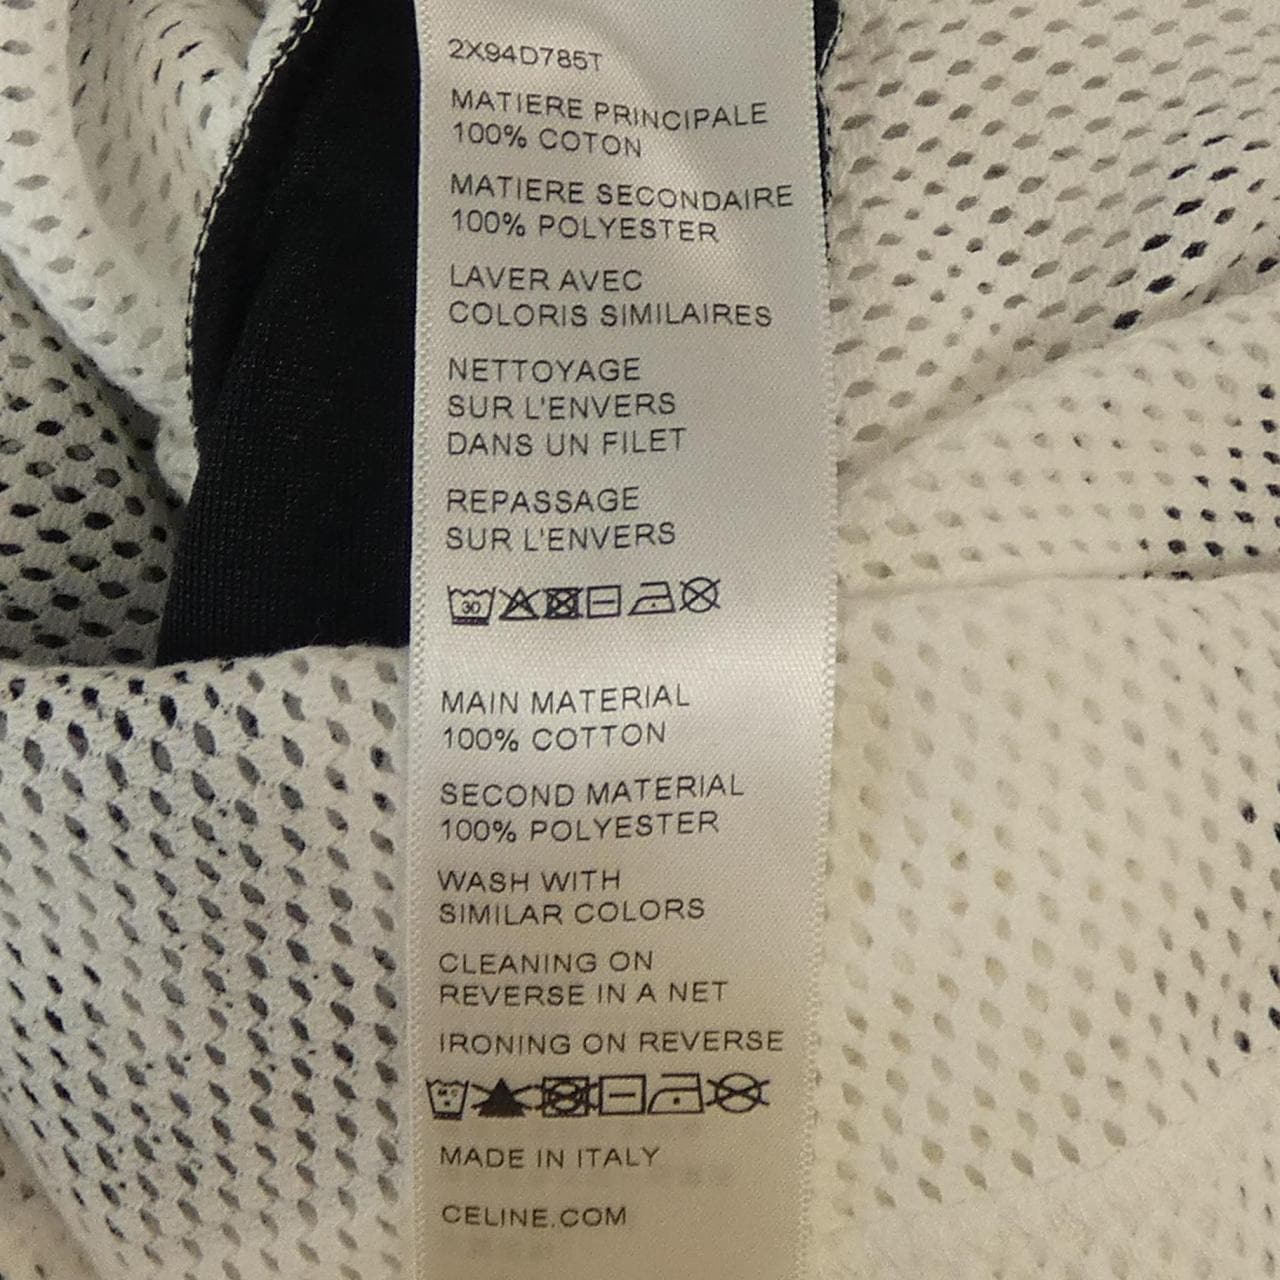 2X94D785T
MATIERE PRINCIPALE
100% COTON
MATIERE SECONDAIRE
100% POLYESTER
LAVER AVEC
COLORIS SIMILAIRES
NETTOYAGE
SUR L'ENVERS
DANS UN FILET
REPASSAGE
SUR L'ENVERS
30
MAIN MATERIAL
100% COTTON
SECOND MATERIAL
100% POLYESTER
WASH WITH
SIMILAR COLORS
CLEANING ON
REVERSE IN A NET
IRONING ON REVERSE
MADE IN ITALY
CELINE.COM